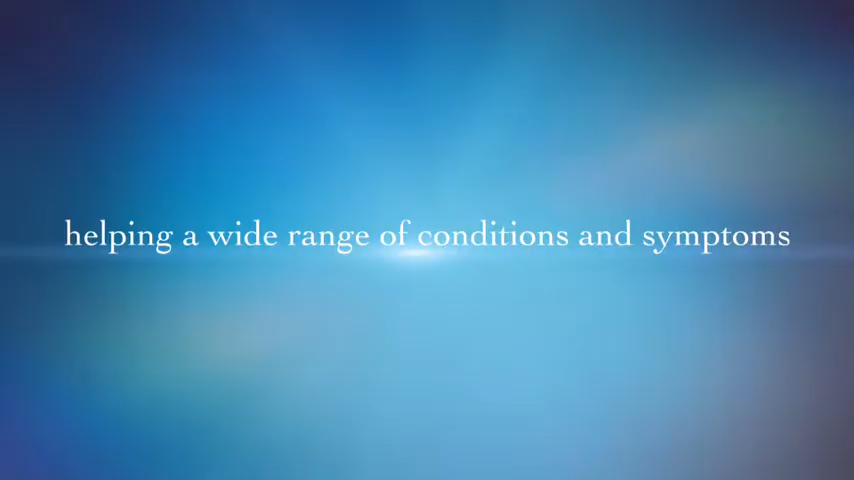 helping a wide range of conditions and symptoms